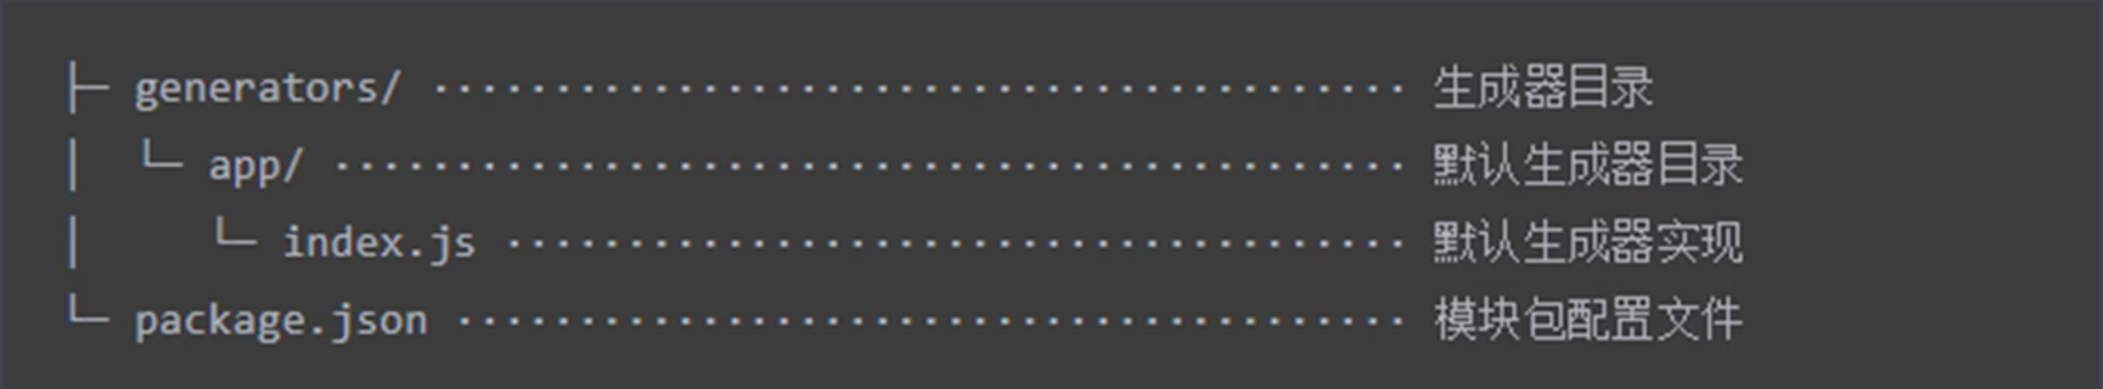 ├─ generators/ ········································ 生成器目录
│  └─ app/ ············································ 默认生成器目录
│     └─ index.js ····································· 默认生成器实现
└─ package.json ······································· 模块包配置文件